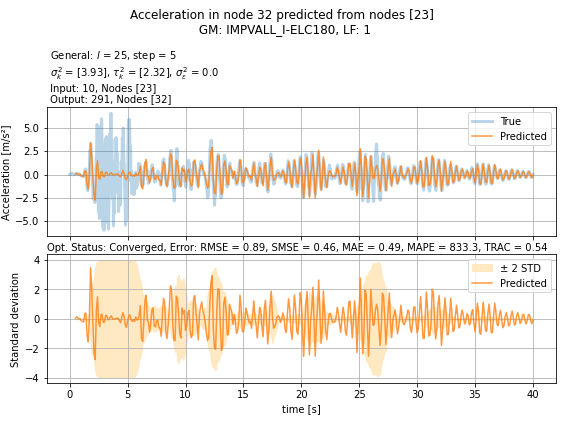 Acceleration in node 32 predicted from nodes [23]
GM: IMPVALL_I-ELC180, LF: 1
General: l = 25, step = 5
σ²ₖ = [3.93], τ²ₖ = [2.32], σ²ε = 0.0
Input: 10, Nodes [23]
Output: 291, Nodes [32]
Acceleration [m/s²]
5.0
2.5
0.0
−2.5
−5.0
True
Predicted
Opt. Status: Converged, Error: RMSE = 0.89, SMSE = 0.46, MAE = 0.49, MAPE = 833.3, TRAC = 0.54
Standard deviation
4
2
0
−2
−4
± 2 STD
Predicted
0 5 10 15 20 25 30 35 40
time [s]